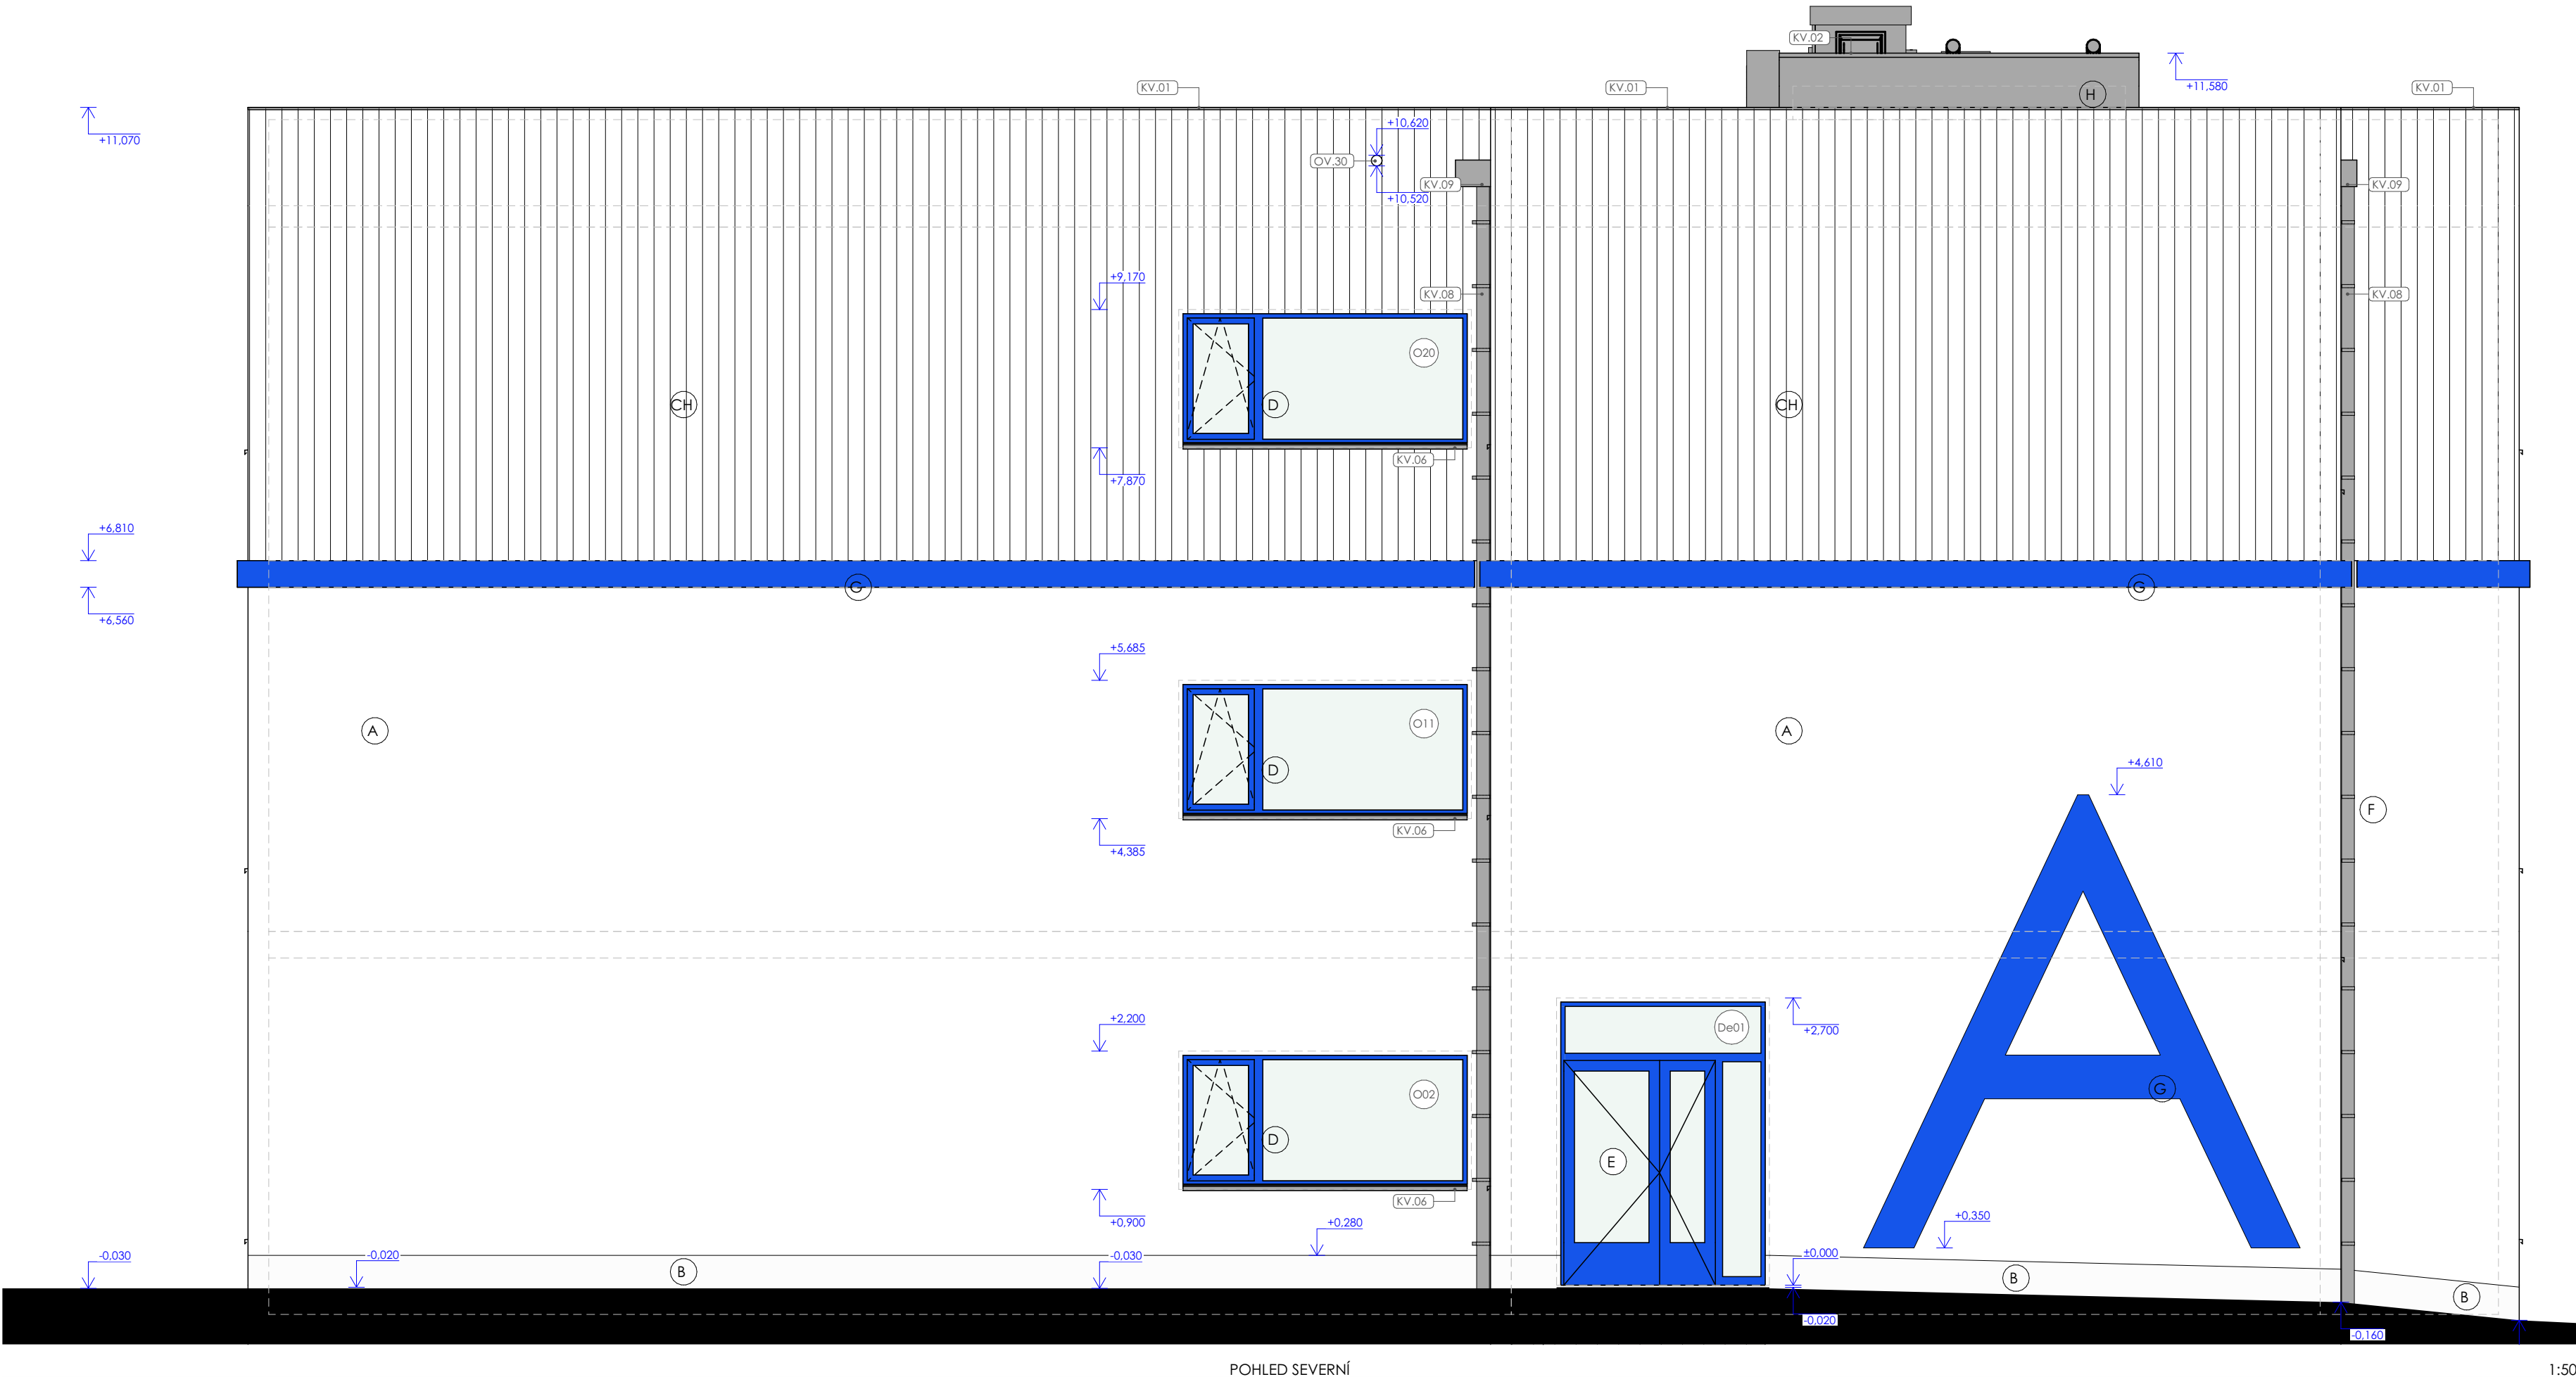 KV.02
KV.01
KV.01
+11,580
KV.01
H
+11,070
+10,620
OV.30
KV.09
KV.09
+10,520
+9,170
KV.08
KV.08
O20
CH
D
CH
KV.06
+7,870
+6,810
G
G
+6,560
+5,685
O11
A
A
D
+4,610
F
KV.06
+4,385
+2,200
De01
+2,700
O02
G
D
E
KV.06
+0,900
+0,350
+0,280
-0,030
-0,020
-0,030
±0,000
B
B
B
-0,020
-0,160
POHLED SEVERNÍ
1:50